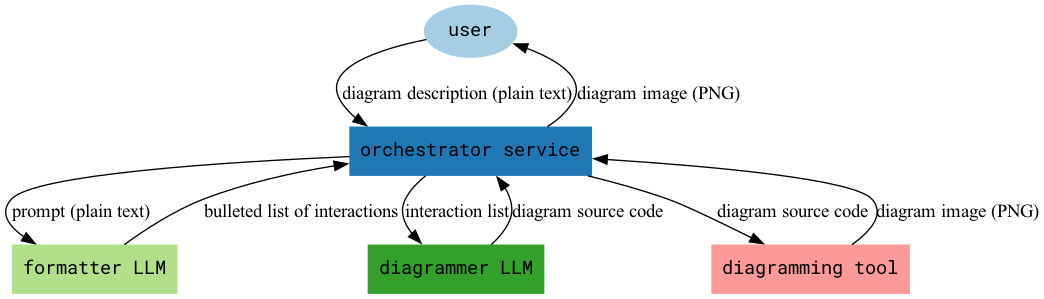 user
diagram description (plain text)
diagram image (PNG)
orchestrator service
prompt (plain text)
bulleted list of interactions
interaction list
diagram source code
diagram source code
diagram image (PNG)
formatter LLM
diagrammer LLM
diagramming tool